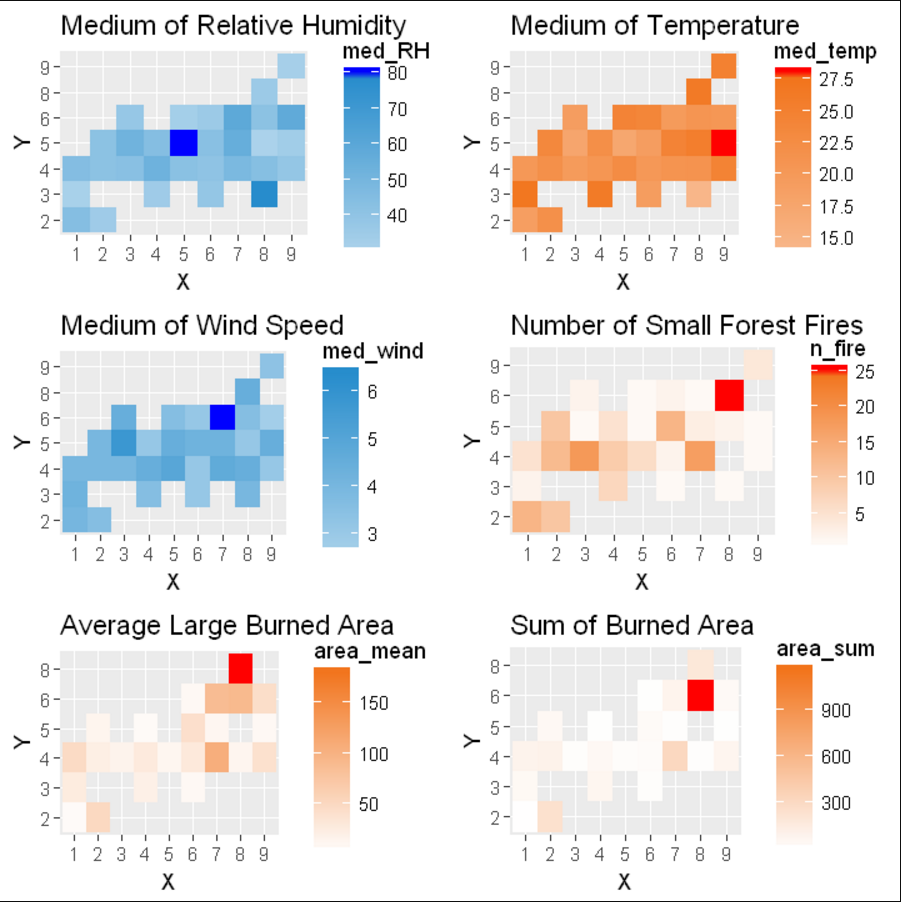 Medium of Relative Humidity
med_RH
80
70
60
50
40
Y
9
8
6
5
4
3
2
1 2 3 4 5 6 7 8 9
X
Medium of Temperature
med_temp
27.5
25.0
22.5
20.0
17.5
15.0
Y
9
8
6
5
4
3
2
1 2 3 4 5 6 7 8 9
X
Medium of Wind Speed
med_wind
6
5
4
3
Y
9
8
6
5
4
3
2
1 2 3 4 5 6 7 8 9
X
Number of Small Forest Fires
n_fire
25
20
15
10
5
Y
9
6
5
4
3
2
1 2 3 4 5 6 7 8 9
X
Average Large Burned Area
area_mean
150
100
50
Y
8
6
5
4
3
2
1 2 3 4 5 6 7 8 9
X
Sum of Burned Area
area_sum
900
600
300
Y
8
6
5
4
3
2
1 2 3 4 5 6 7 8 9
X